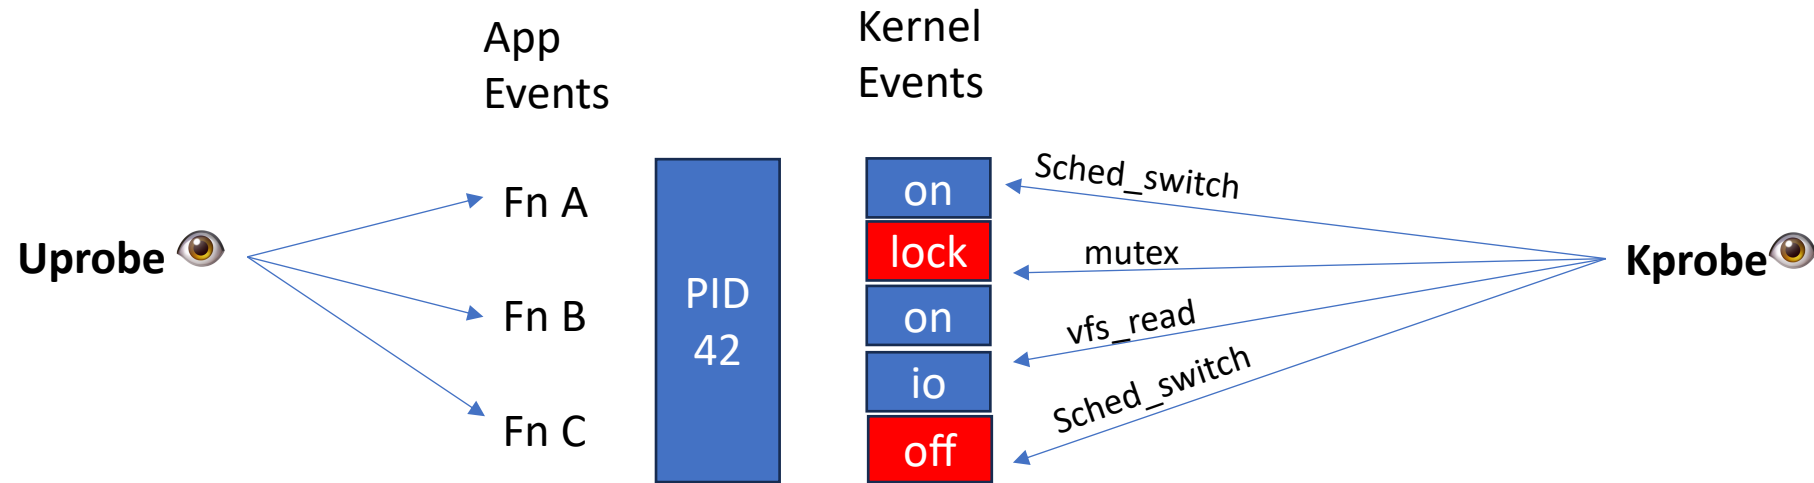 App
Events
Kernel
Events
Uprobe
Fn A
Fn B
Fn C
PID
42
on
lock
on
io
off
Sched_switch
mutex
vfs_read
Sched_switch
Kprobe